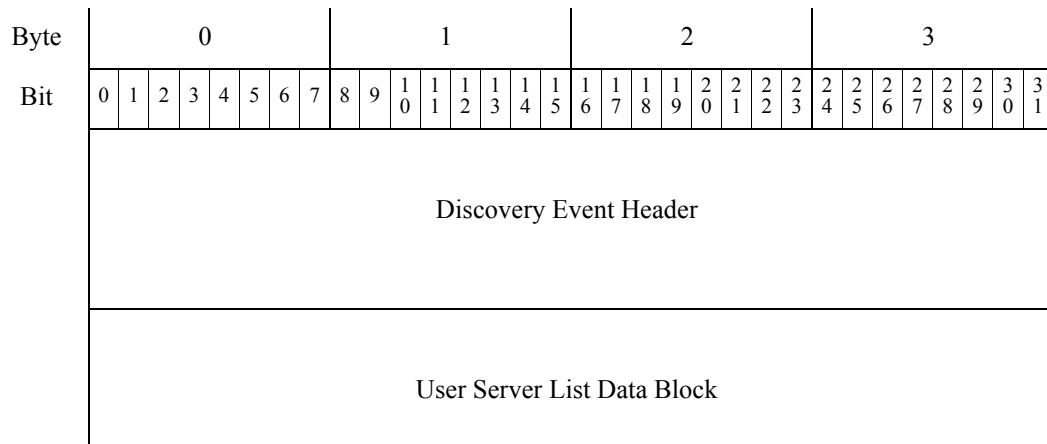 Byte 0 1 2 3
Bit 0 1 2 3 4 5 6 7 8 9 10 11 12 13 14 15 16 17 18 19 20 21 22 23 24 25 26 27 28 29 30 31
Discovery Event Header
User Server List Data Block